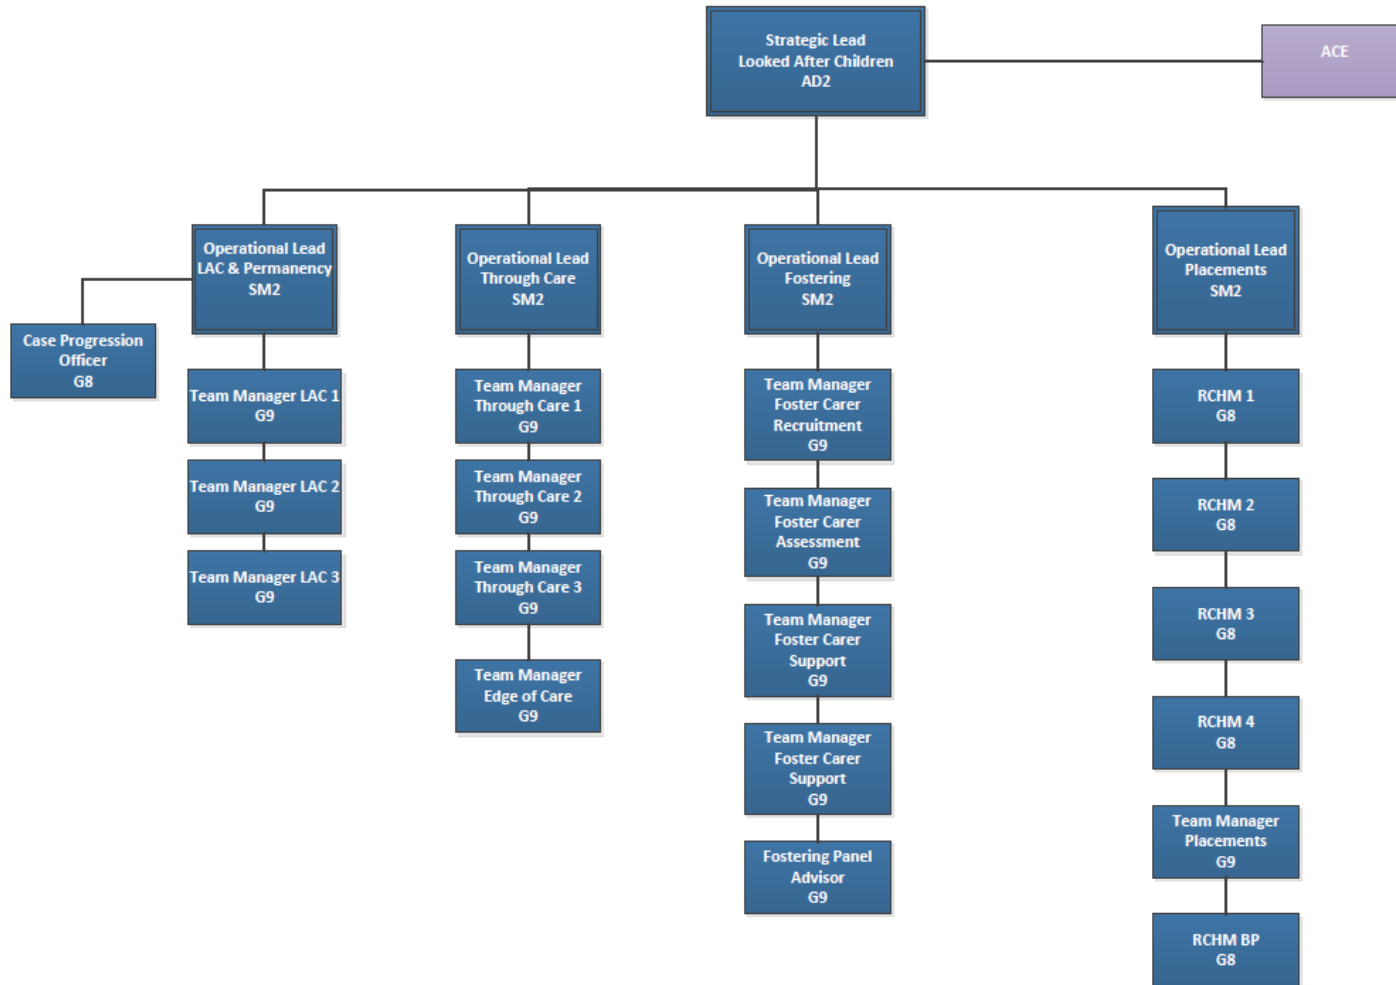 Strategic Lead
Looked After Children
AD2
ACE
Operational Lead
LAC & Permanency
SM2
Operational Lead
Through Care
SM2
Operational Lead
Fostering
SM2
Operational Lead
Placements
SM2
Case Progression
Officer
G8
Team Manager LAC 1
G9
Team Manager LAC 2
G9
Team Manager LAC 3
G9
Team Manager
Through Care 1
G9
Team Manager
Through Care 2
G9
Team Manager
Through Care 3
G9
Team Manager
Edge of Care
G9
Team Manager
Foster Carer
Recruitment
G9
Team Manager
Foster Carer
Assessment
G9
Team Manager
Foster Carer
Support
G9
Team Manager
Foster Carer
Support
G9
Fostering Panel
Advisor
G9
RCHM 1
G8
RCHM 2
G8
RCHM 3
G8
RCHM 4
G8
Team Manager
Placements
G9
RCHM BP
G8